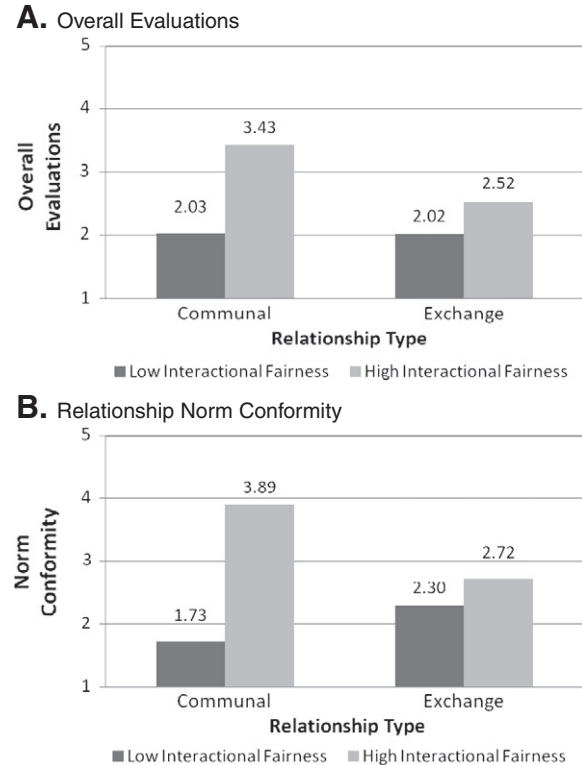 A. Overall Evaluations
5
4
3
2
1
Overall
Evaluations
3.43
2.03
2.52
2.02
Communal
Exchange
Relationship Type
Low Interactional Fairness
High Interactional Fairness
B. Relationship Norm Conformity
5
4
3
2
1
Norm
Conformity
3.89
1.73
2.72
2.30
Communal
Exchange
Relationship Type
Low Interactional Fairness
High Interactional Fairness